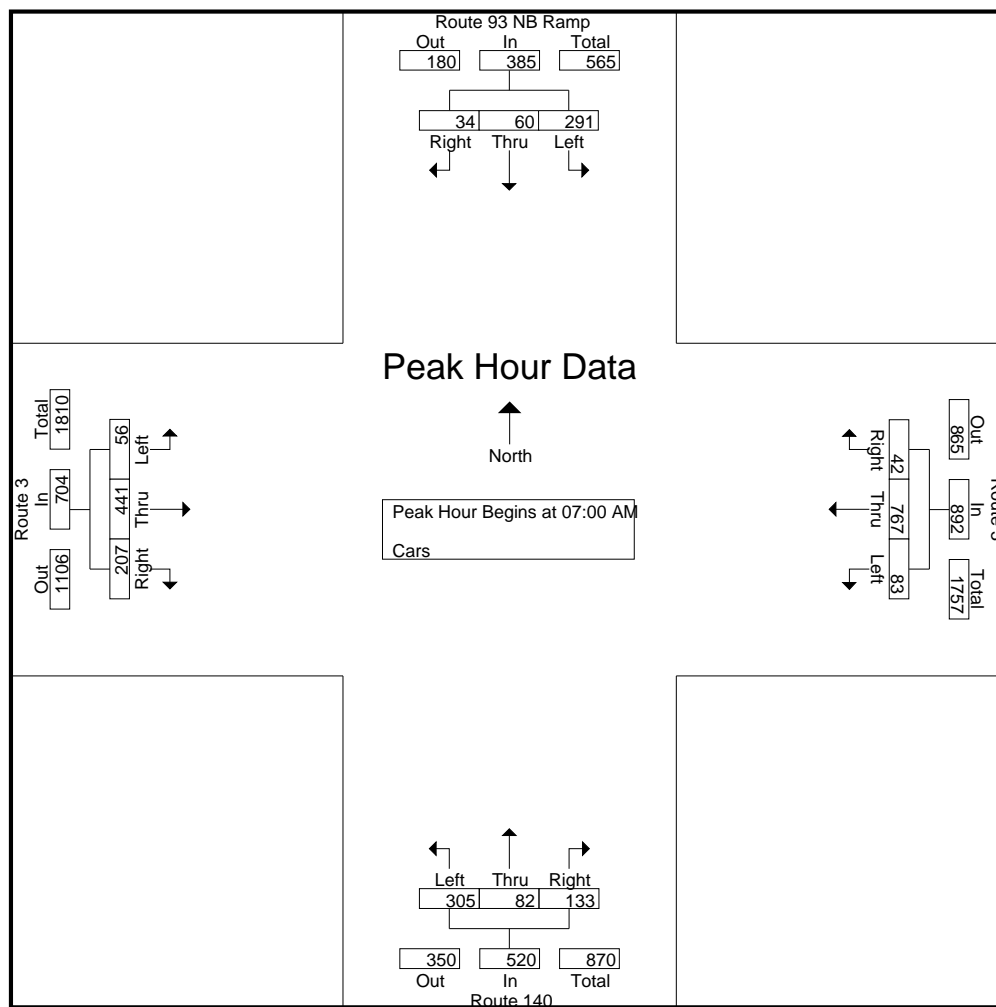 Route 93 NB Ramp
Out In Total
180 385 565
34 60 291
Right Thru Left
Peak Hour Data
North
Peak Hour Begins at 07:00 AM
Cars
Route 3
Total In Out
1810 704 1106
56 441 207
Left Thru Right
Right Thru Left
42 767 83
865 892 1757
Out In Total
Left Thru Right
305 82 133
350 520 870
Out In Total
Route 140